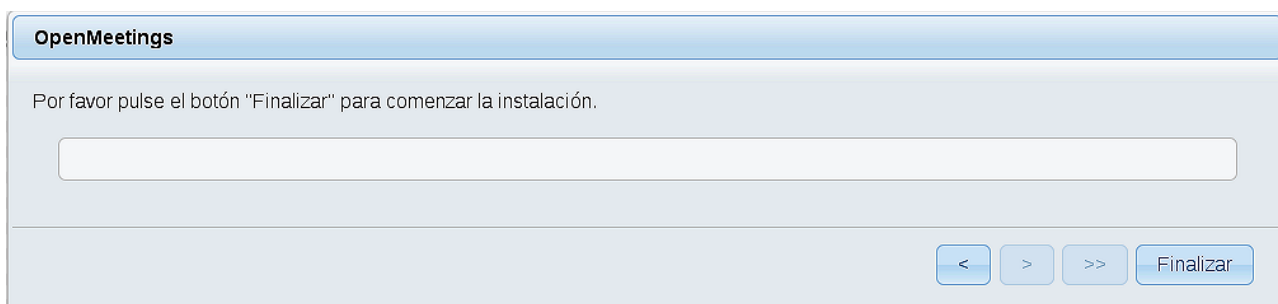 OpenMeetings
Por favor pulse el botón "Finalizar" para comenzar la instalación.
< > >> Finalizar